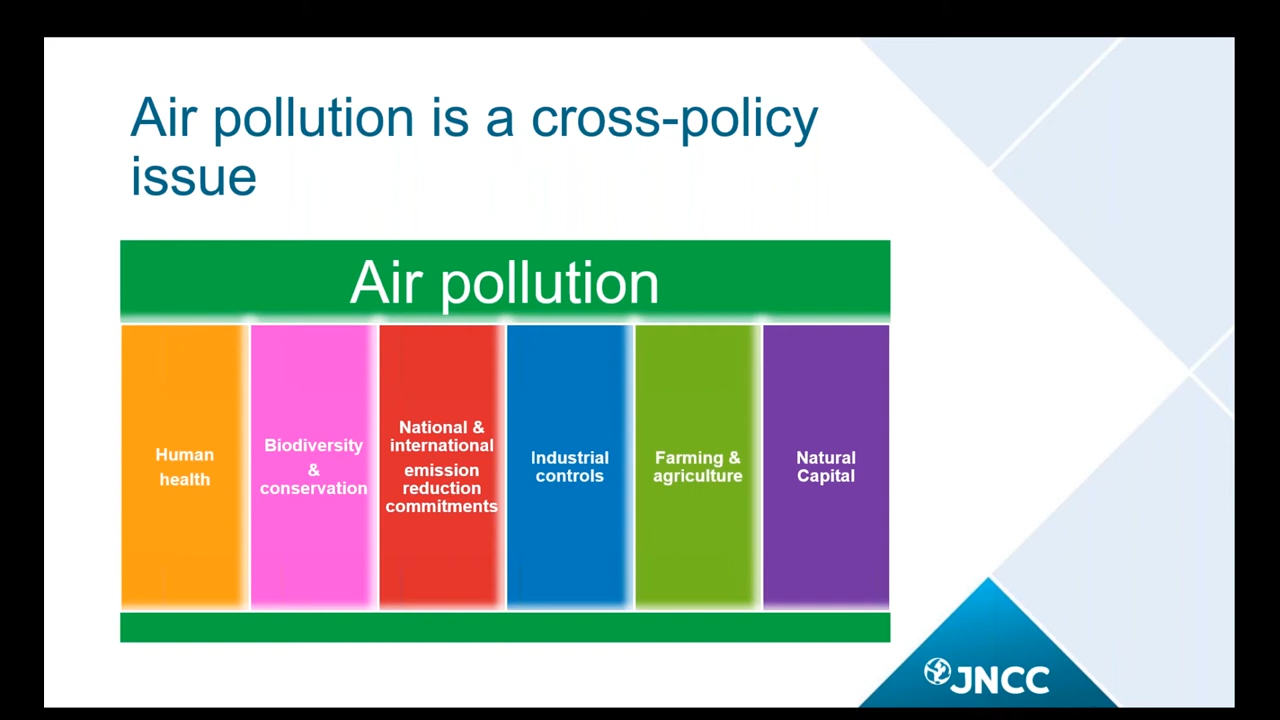 Air pollution is a cross-policy
issue
Air pollution
Human
health
Biodiversity
&
conservation
National &
international
emission
reduction
commitments
Industrial
controls
Farming &
agriculture
Natural
Capital
JNCC